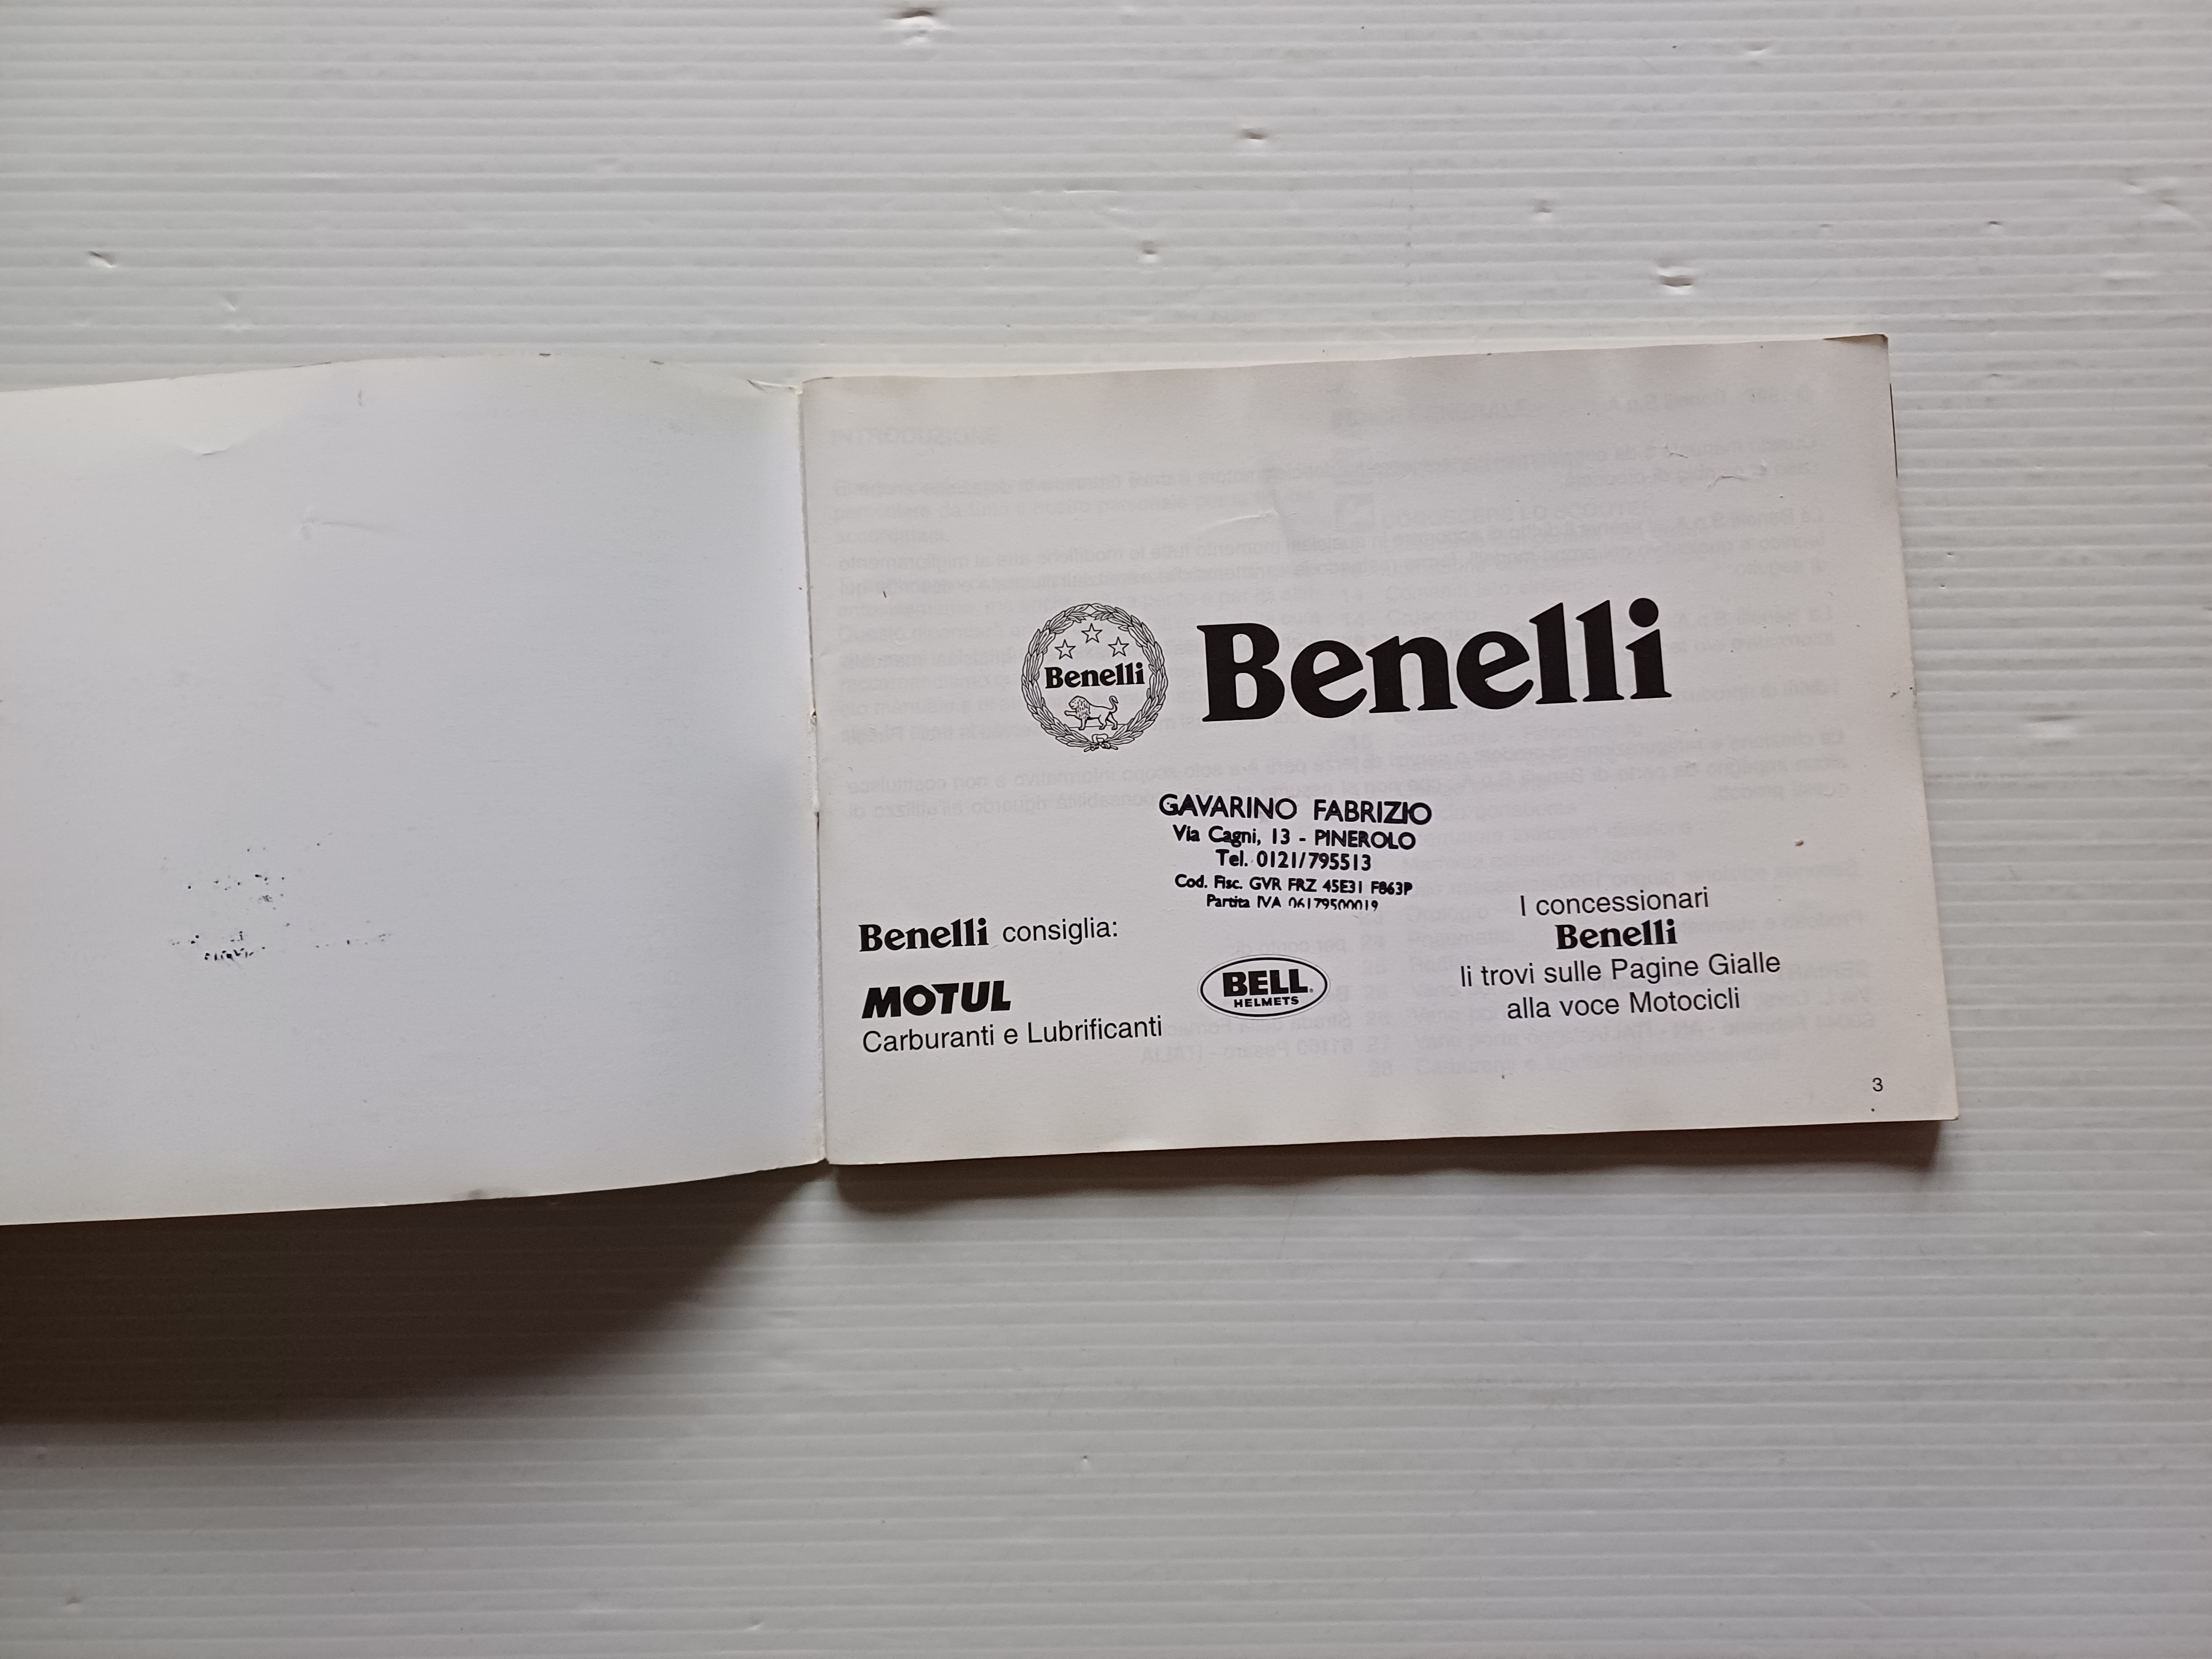 Benelli
Benelli
GAVARINO FABRIZIO
Via Cagni, 13 - PINEROLO
Tel. 0121/795513
Cod. Fisc. GVR FRZ 45E31 F863P
Partita IVA 06179500019
Benelli consiglia:
MOTUL
Carburanti e Lubrificanti
BELL
HELMETS
I concessionari
Benelli
li trovi sulle Pagine Gialle
alla voce Motocicli
3